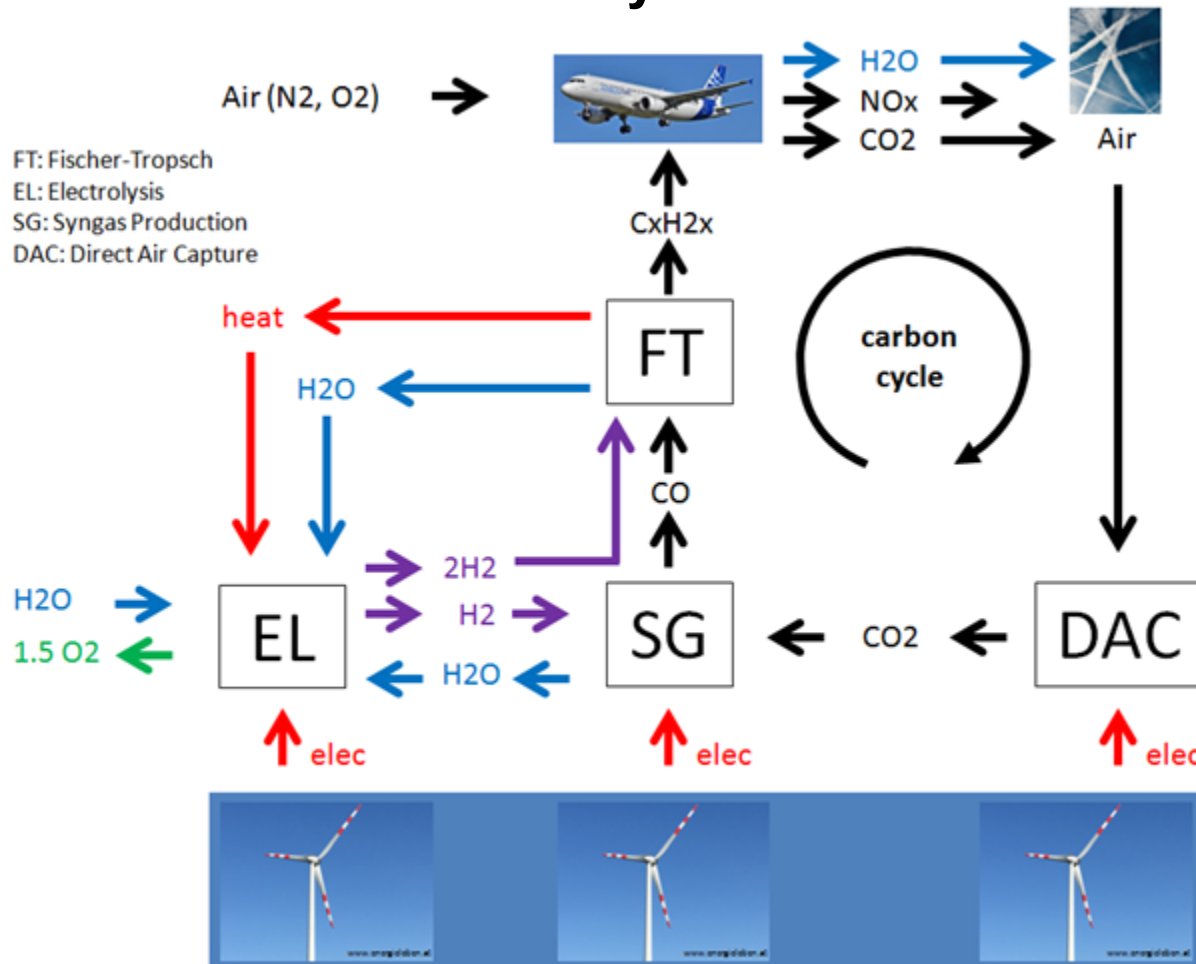 y
H2O
Air (N2, O2)
NOx
CO2
Air
FT: Fischer-Tropsch
EL: Electrolysis
SG: Syngas Production
DAC: Direct Air Capture
CxH2x
heat
FT
carbon
cycle
H2O
CO
2H2
H2O
H2
EL
SG
DAC
1.5 O2
CO2
H2O
elec
elec
elec